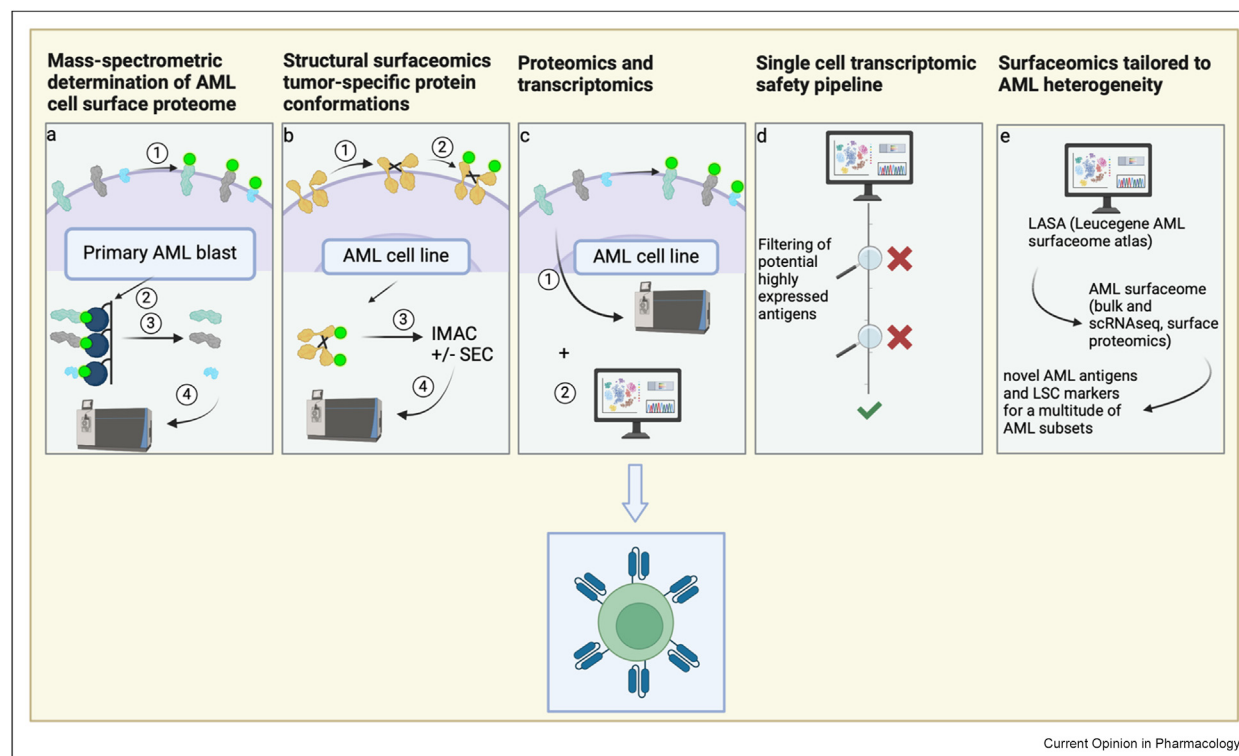 Mass-spectrometric
determination of AML
cell surface proteome
a
1
Primary AML blast
2
3
4
Structural surfaceomics
tumor-specific protein
conformations
b
1
2
AML cell line
3
IMAC
+/- SEC
4
Proteomics and
transcriptomics
c
AML cell line
1
+
2
Single cell transcriptomic
safety pipeline
d
Filtering of
potential
highly
expressed
antigens
Surfaceomics tailored to
AML heterogeneity
e
LASA (Leucegene AML
surfaceome atlas)
AML surfaceome
(bulk and
scRNAseq, surface
proteomics)
novel AML antigens
and LSC markers
for a multitude of
AML subsets
Current Opinion in Pharmacology